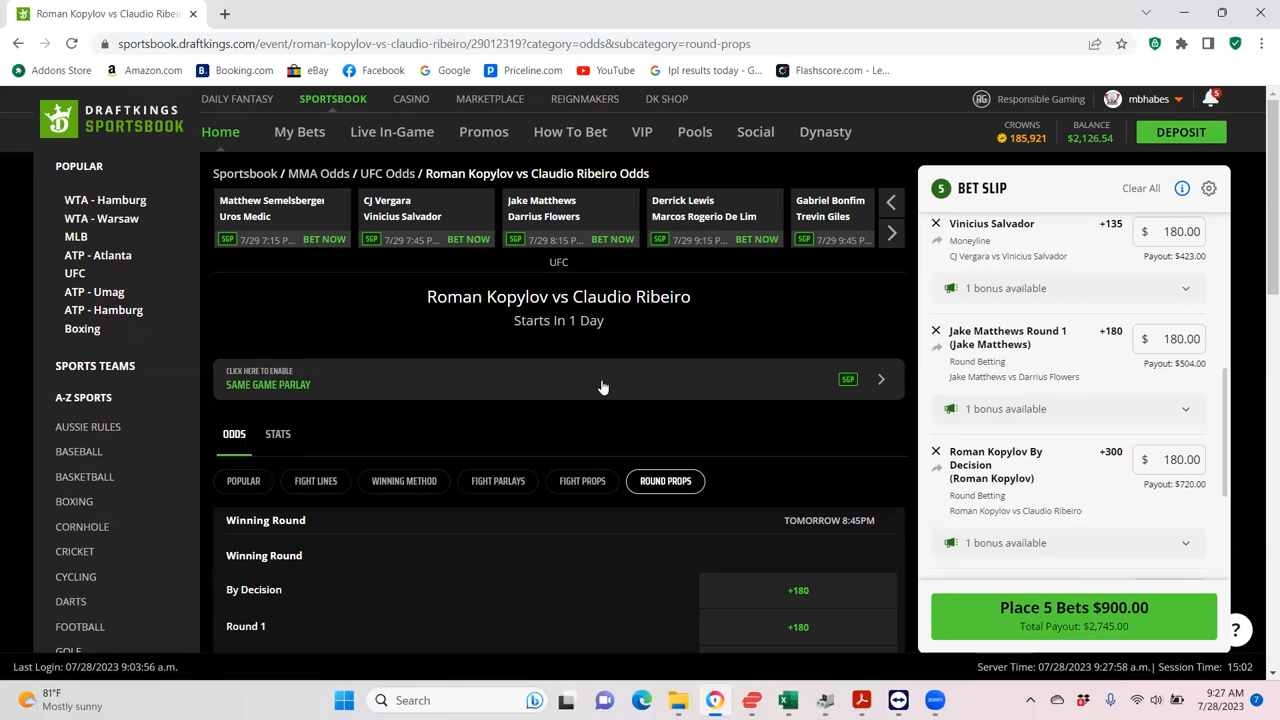 Roman Kopylov vs Claudio Ribeir
sportsbook.draftkings.com/event/roman-kopylov-vs-claudio-ribeiro/29012319?category=odds&subcategory=round-props
Addons Store
Amazon.com
Booking.com
eBay
Facebook
Google
Priceline.com
YouTube
Ipl results today - G...
Flashscore.com - Le...
DRAFTKINGS
SPORTSBOOK
DAILY FANTASY
SPORTSBOOK
CASINO
MARKETPLACE
REIGNMAKERS
DK SHOP
RG
Responsible Gaming
mbhabes
5
Home
My Bets
Live In-Game
Promos
How To Bet
VIP
Pools
Social
Dynasty
CROWNS
185,921
BALANCE
$2,126.54
DEPOSIT
POPULAR
WTA - Hamburg
WTA - Warsaw
MLB
ATP - Atlanta
UFC
ATP - Umag
ATP - Hamburg
Boxing
SPORTS TEAMS
A-Z SPORTS
AUSSIE RULES
BASEBALL
BASKETBALL
BOXING
CORNHOLE
CRICKET
CYCLING
DARTS
FOOTBALL
GOLF
Sportsbook / MMA Odds / UFC Odds / Roman Kopylov vs Claudio Ribeiro Odds
Matthew Semelsberger
Uros Medic
SGP 7/29 7:15 P... BET NOW
CJ Vergara
Vinicius Salvador
SGP 7/29 7:45 P... BET NOW
Jake Matthews
Darrius Flowers
SGP 7/29 8:15 P... BET NOW
Derrick Lewis
Marcos Rogerio De Lim
SGP 7/29 9:15 P... BET NOW
Gabriel Bonfim
Trevin Giles
SGP 7/29 9:45 P...
UFC
Roman Kopylov vs Claudio Ribeiro
Starts In 1 Day
CLICK HERE TO ENABLE
SAME GAME PARLAY
SGP
ODDS
STATS
POPULAR
FIGHT LINES
WINNING METHOD
FIGHT PARLAYS
FIGHT PROPS
ROUND PROPS
Winning Round
TOMORROW 8:45PM
Winning Round
By Decision
+180
Round 1
+180
5 BET SLIP
Clear All
Vinicius Salvador
+135
$ 180.00
Moneyline
CJ Vergara vs Vinicius Salvador
Payout: $423.00
1 bonus available
Jake Matthews Round 1
(Jake Matthews)
+180
$ 180.00
Round Betting
Payout: $504.00
Jake Matthews vs Darrius Flowers
1 bonus available
Roman Kopylov By
Decision
(Roman Kopylov)
+300
$ 180.00
Payout: $720.00
Round Betting
Roman Kopylov vs Claudio Ribeiro
1 bonus available
Place 5 Bets $900.00
Total Payout: $2,745.00
?
Last Login: 07/28/2023 9:03:56 a.m.
Server Time: 07/28/2023 9:27:58 a.m.| Session Time: 15:02
81°F
Mostly sunny
Search
9:27 AM
7/28/2023
7